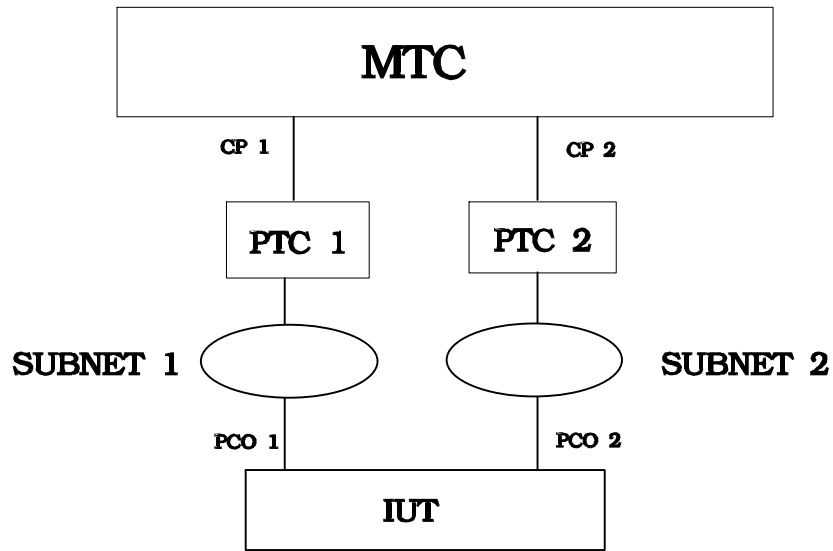 MTC
CP 1
CP 2
PTC 1
PTC 2
SUBNET 1
SUBNET 2
PCO 1
PCO 2
IUT